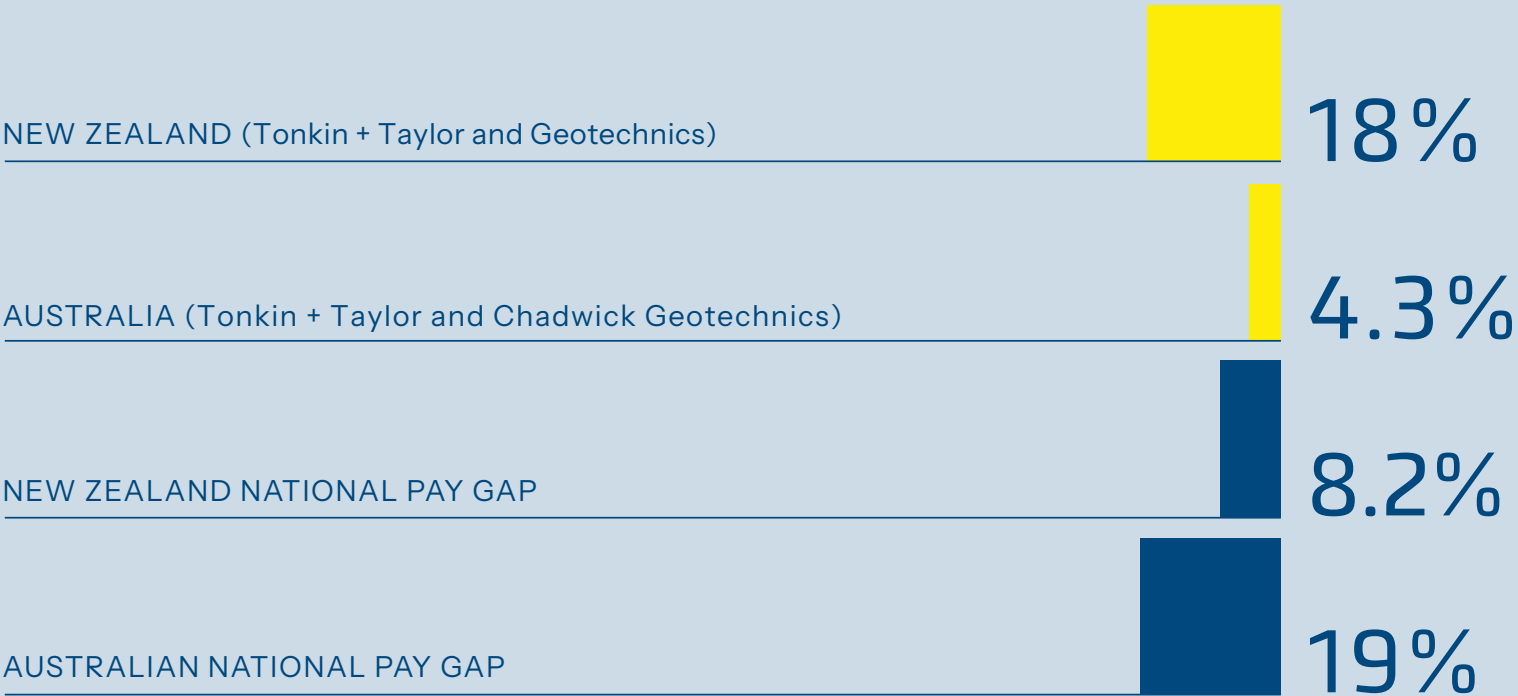 NEW ZEALAND (Tonkin + Taylor and Geotechnics) 18%
AUSTRALIA (Tonkin + Taylor and Chadwick Geotechnics) 4.3%
NEW ZEALAND NATIONAL PAY GAP 8.2%
AUSTRALIAN NATIONAL PAY GAP 19%